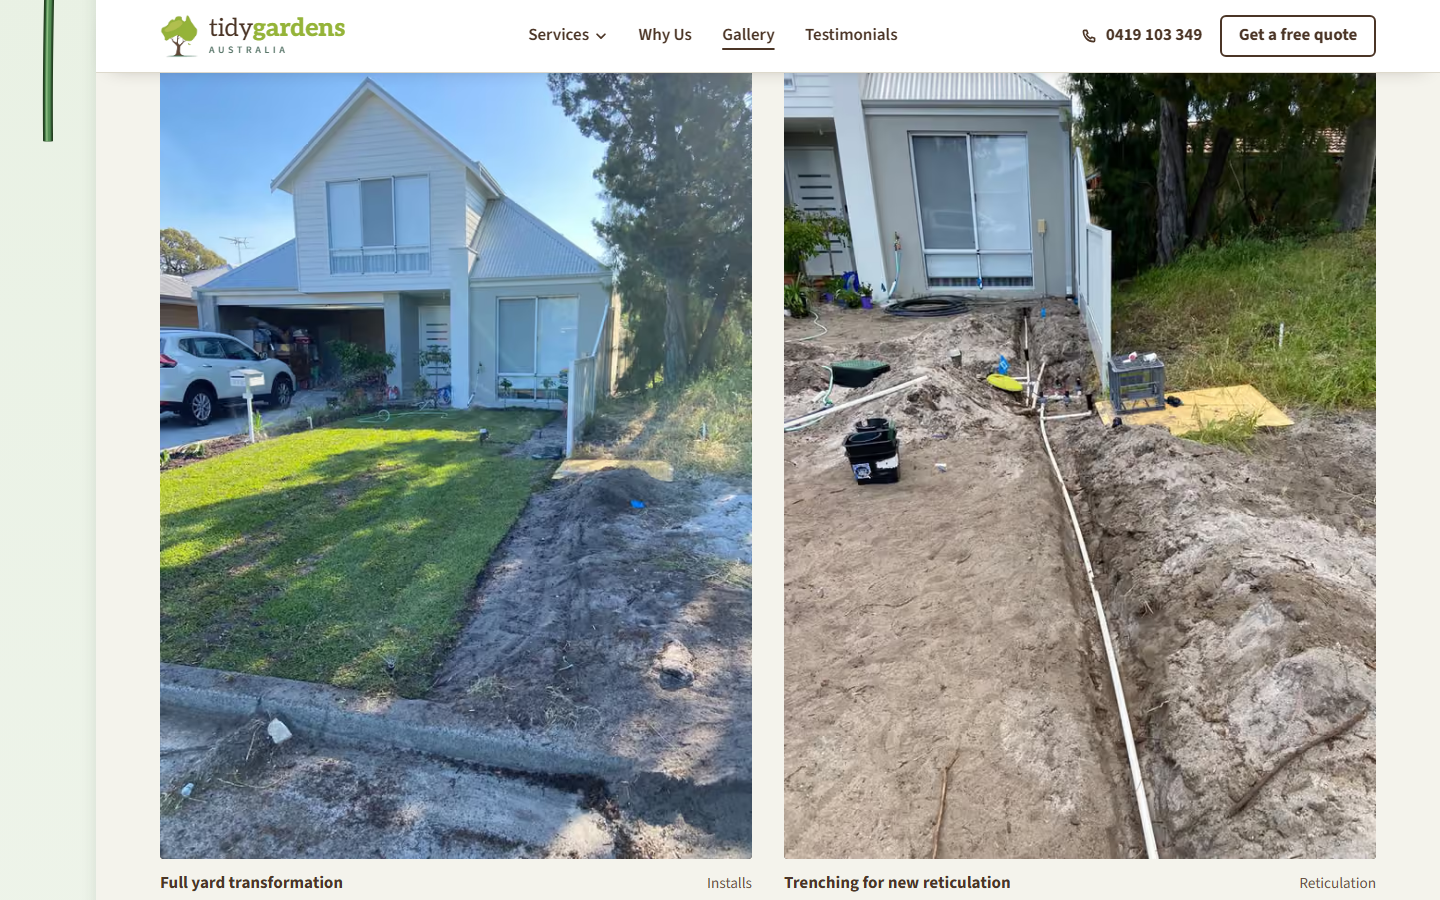 tidygardens
AUSTRALIA
Services
Why Us
Gallery
Testimonials
0419 103 349
Get a free quote
Full yard transformation
Installs
Trenching for new reticulation
Reticulation